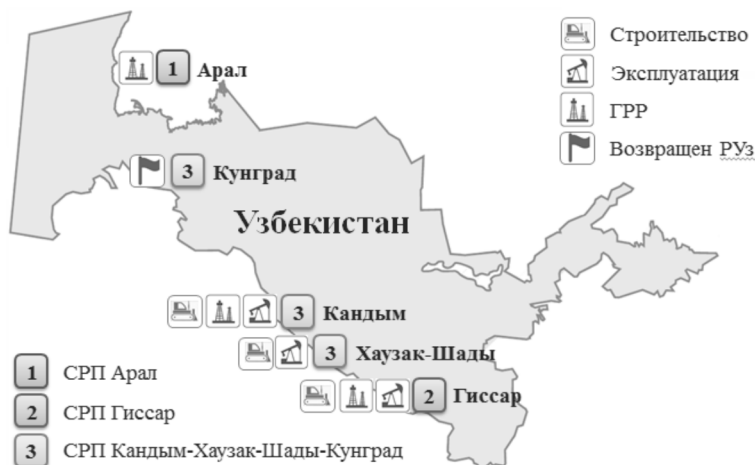 Строительство
Эксплуатация
ГРР
Возвращен РУз
1 Арал
3 Кунград
Узбекистан
3 Кандым
3 Хаузак-Шады
2 Гиссар
1 СРП Арал
2 СРП Гиссар
3 СРП Кандым-Хаузак-Шады-Кунград